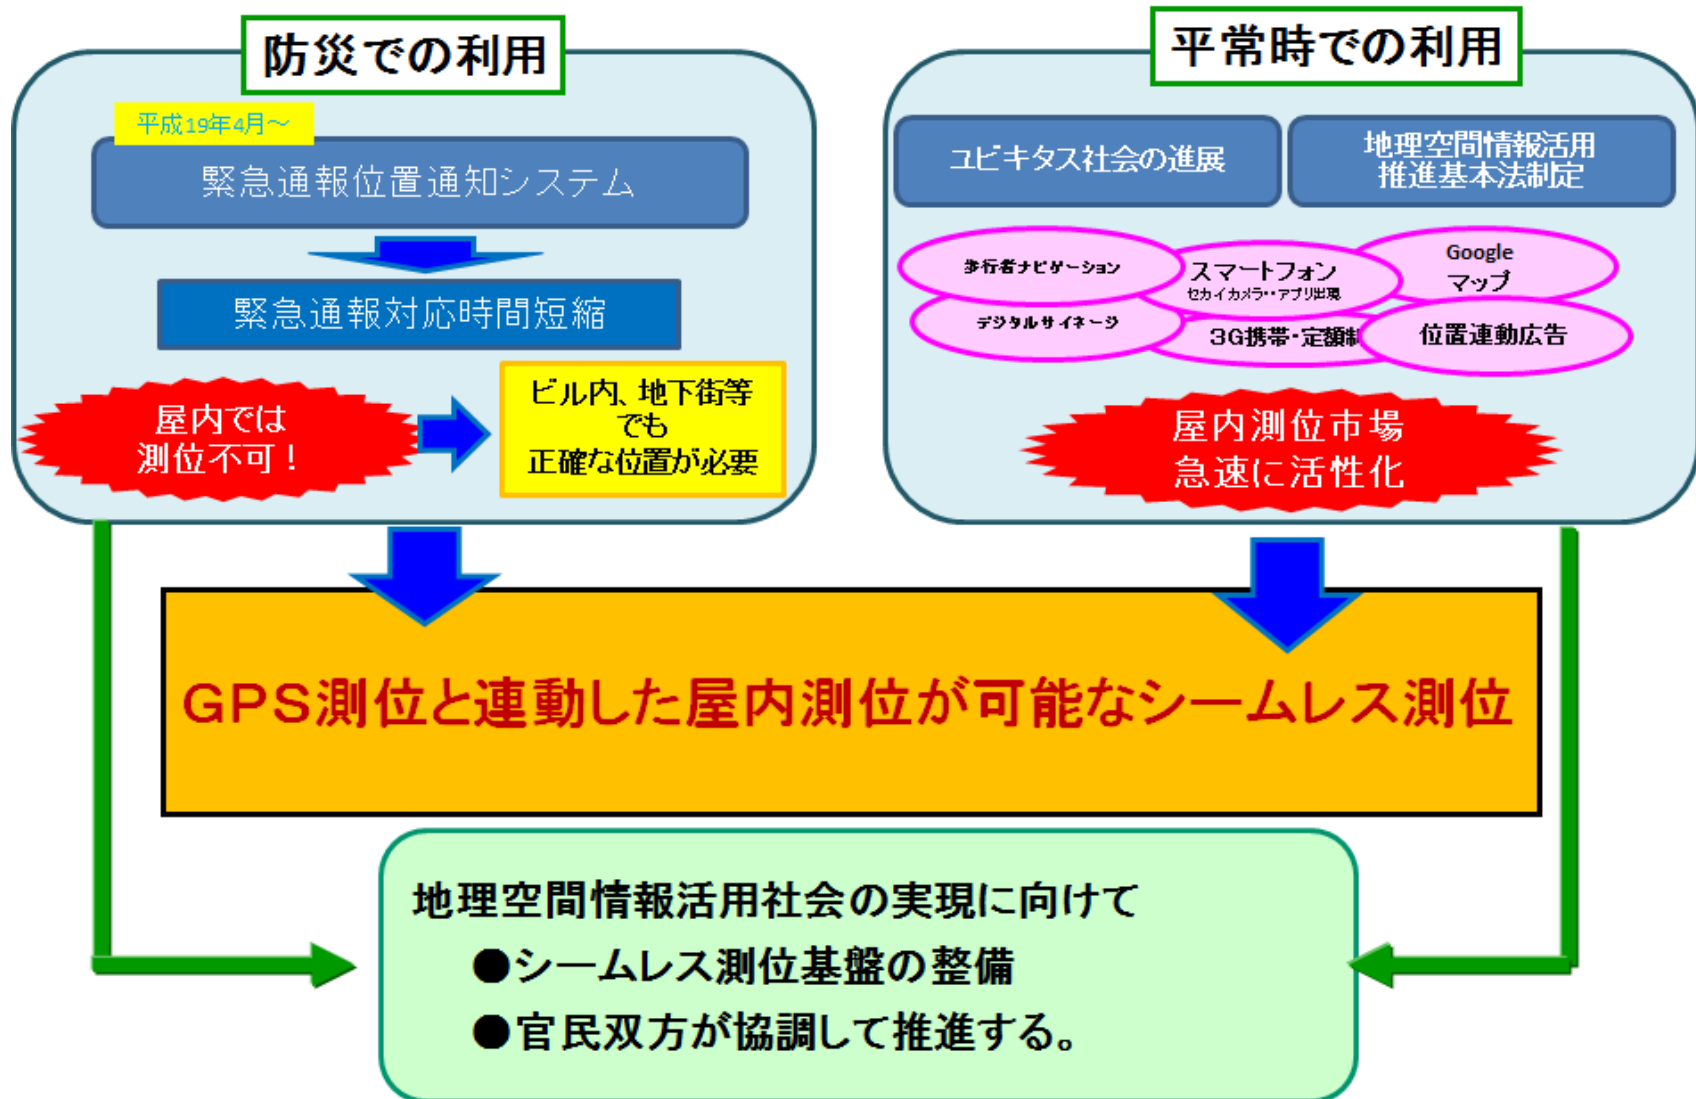 防災での利用
平成19年4月～
緊急通報位置通知システム
緊急通報対応時間短縮
屋内では
測位不可！
ビル内、地下街等
でも
正確な位置が必要
平常時での利用
ユビキタス社会の進展
地理空間情報活用
推進基本法制定
歩行者ナビゲーション
スマートフォン
セカイカメラ・・アプリ出現
Google
マップ
デジタルサイネージ
3G携帯・定額制
位置連動広告
屋内測位市場
急速に活性化
GPS測位と連動した屋内測位が可能なシームレス測位
地理空間情報活用社会の実現に向けて
●シームレス測位基盤の整備
●官民双方が協調して推進する。